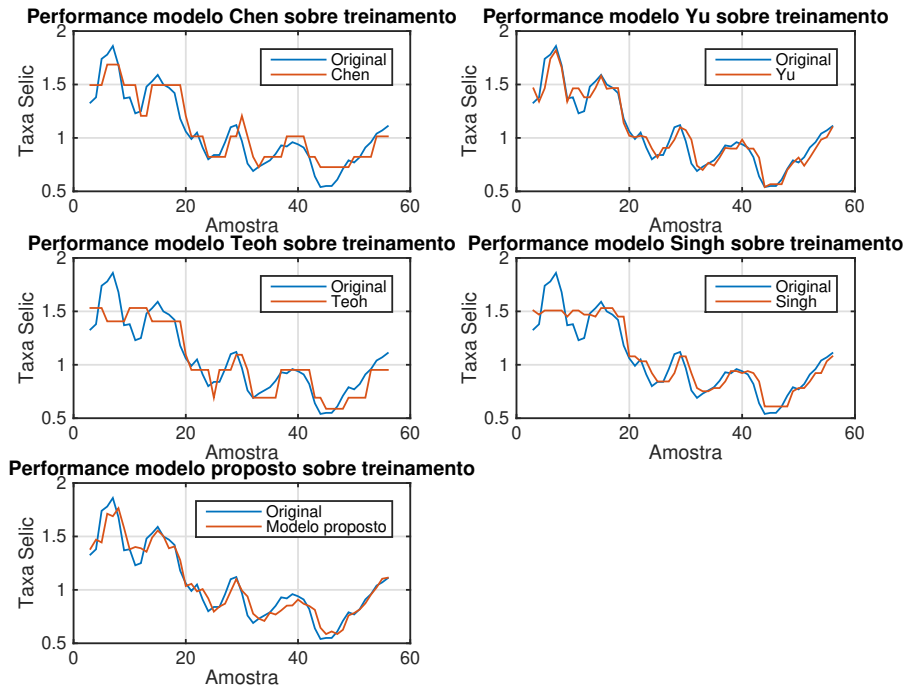 Performance modelo Chen sobre treinamento
2
1.5
1
0.5
Taxa Selic
Original
Chen
0
20
40
60
Amostra
Performance modelo Yu sobre treinamento
2
1.5
1
0.5
Taxa Selic
Original
Yu
0
20
40
60
Amostra
Performance modelo Teoh sobre treinamento
2
1.5
1
0.5
Taxa Selic
Original
Teoh
0
20
40
60
Amostra
Performance modelo Singh sobre treinamento
2
1.5
1
0.5
Taxa Selic
Original
Singh
0
20
40
60
Amostra
Performance modelo proposto sobre treinamento
2
1.5
1
0.5
Taxa Selic
Original
Modelo proposto
0
20
40
60
Amostra